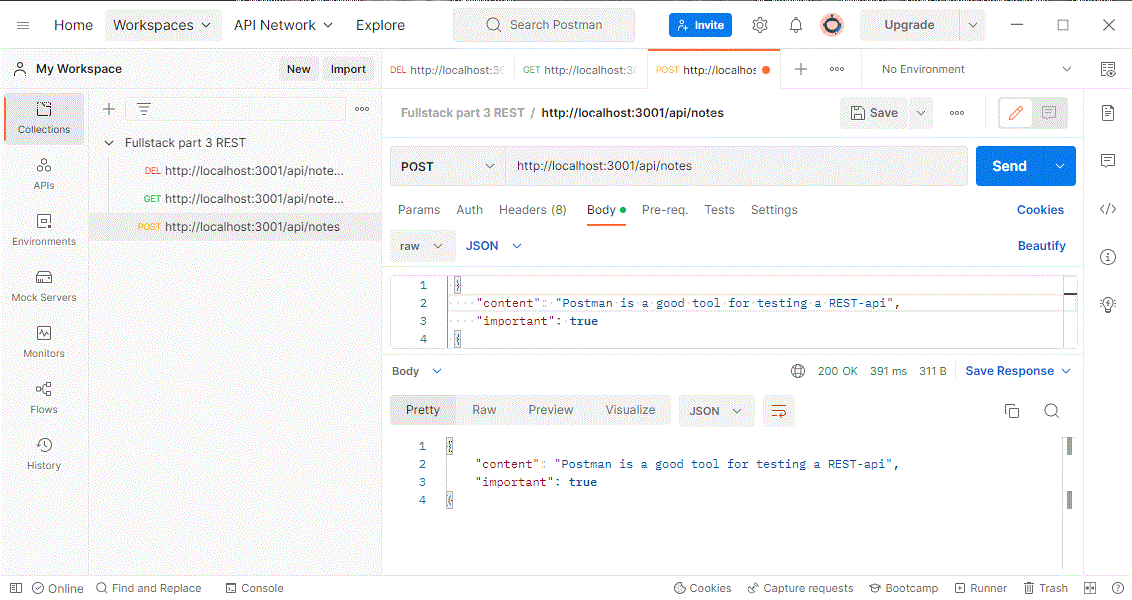 Home Workspaces API Network Explore Search Postman Invite Upgrade
My Workspace New Import
DEL http://localhost:30 GET http://localhost:30 POST http://localhos No Environment
Collections
APIs
Environments
Mock Servers
Monitors
Flows
History
Fullstack part 3 REST
DEL http://localhost:3001/api/note...
GET http://localhost:3001/api/note...
POST http://localhost:3001/api/notes
Fullstack part 3 REST / http://localhost:3001/api/notes Save
POST http://localhost:3001/api/notes Send
Params Auth Headers (8) Body Pre-req. Tests Settings Cookies
raw JSON Beautify
1 {
2 "content": "Postman is a good tool for testing a REST-api",
3 "important": true
4 }
Body 200 OK 391 ms 311 B Save Response
Pretty Raw Preview Visualize JSON
1 {
2 "content": "Postman is a good tool for testing a REST-api",
3 "important": true
4 }
Online Find and Replace Console Cookies Capture requests Bootcamp Runner Trash